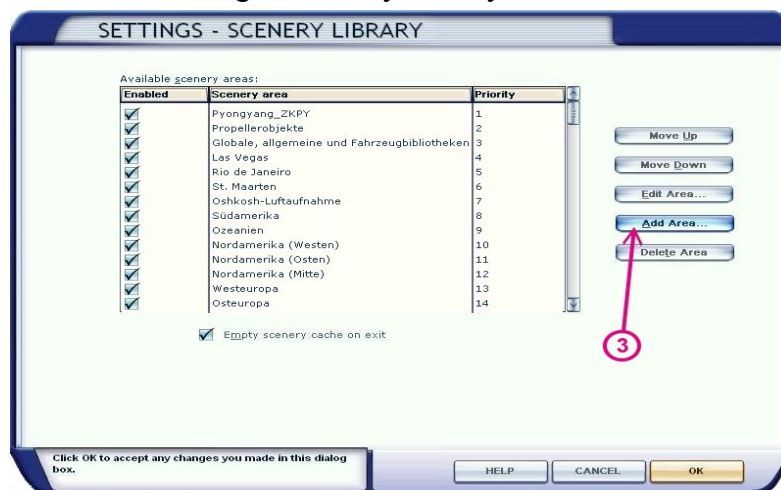 SETTINGS - SCENERY LIBRARY
Available scenery areas:
Enabled Scenery area Priority
Pyongyang_ZKPY 1
Propellerobjekte 2
Globale, allgemeine und Fahrzeugbibliotheken 3
Las Vegas 4
Rio de Janeiro 5
St. Maarten 6
Oshkosh-Luftaufnahme 7
Südamerika 8
Ozeanien 9
Nordamerika (Westen) 10
Nordamerika (Osten) 11
Nordamerika (Mitte) 12
Westeuropa 13
Osteuropa 14
Move Up
Move Down
Edit Area...
Add Area...
Delete Area
Empty scenery cache on exit
3
Click OK to accept any changes you made in this dialog
box.
HELP CANCEL OK